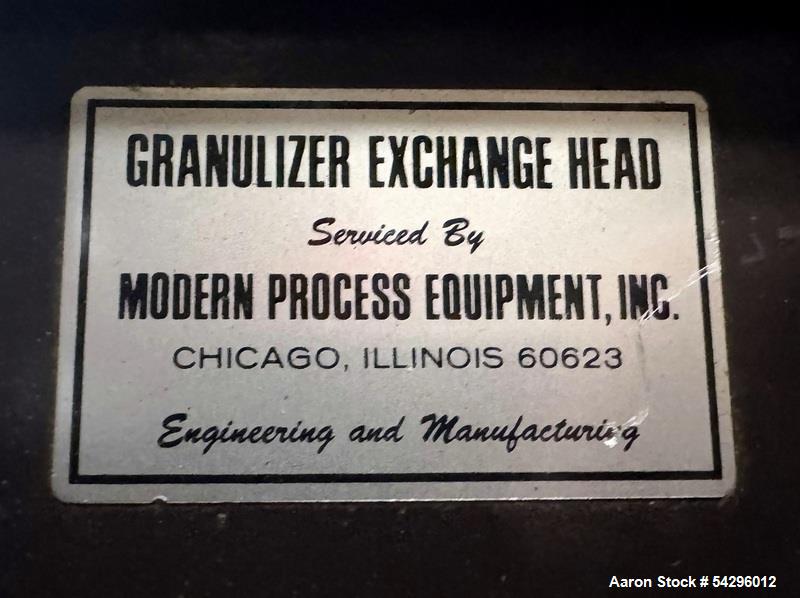 GRANULIZER EXCHANGE HEAD
Serviced By
MODERN PROCESS EQUIPMENT, INC.
CHICAGO, ILLINOIS 60623
Engineering and Manufacturing
Aaron Stock # 54296012